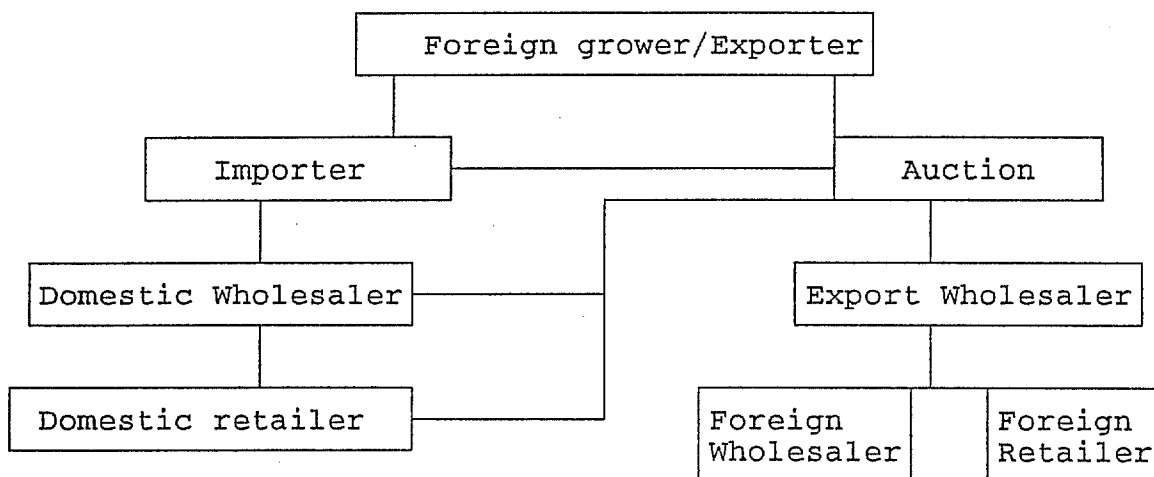 Foreign grower/Exporter
Importer
Auction
Domestic Wholesaler
Export Wholesaler
Domestic retailer
Foreign
Wholesaler
Foreign
Retailer